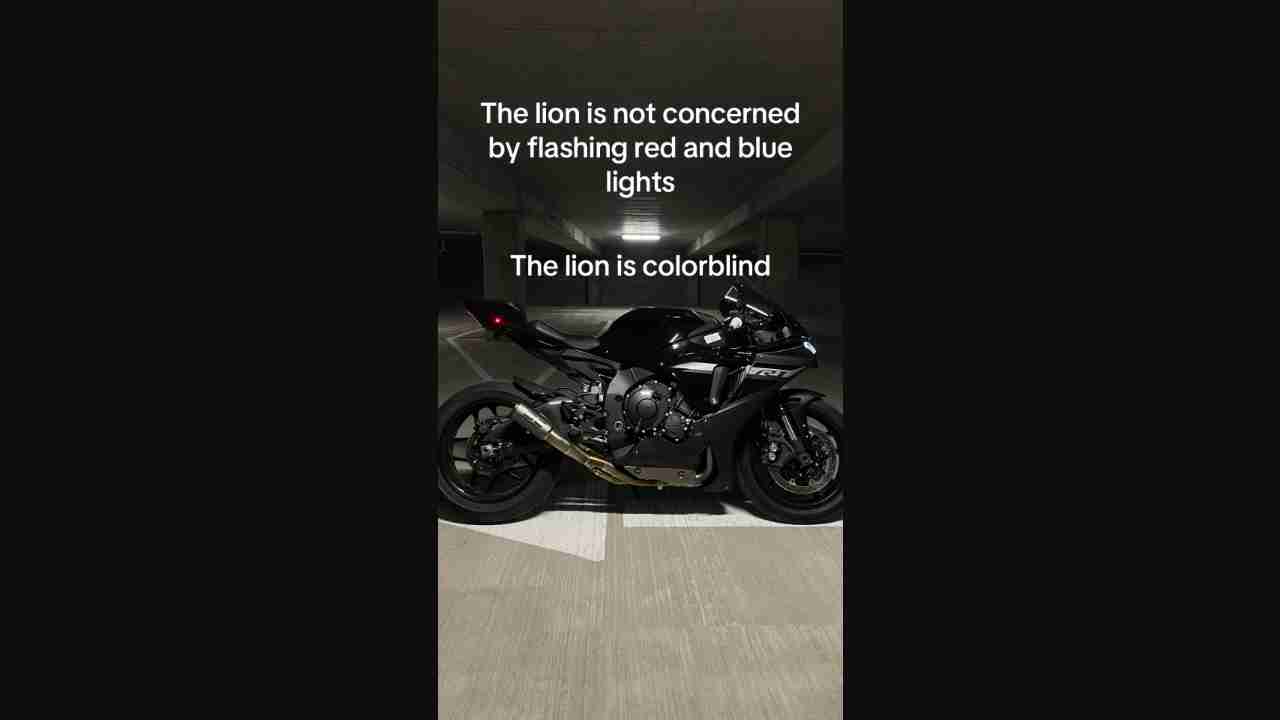 The lion is not concerned
by flashing red and blue
lights
The lion is colorblind
R1